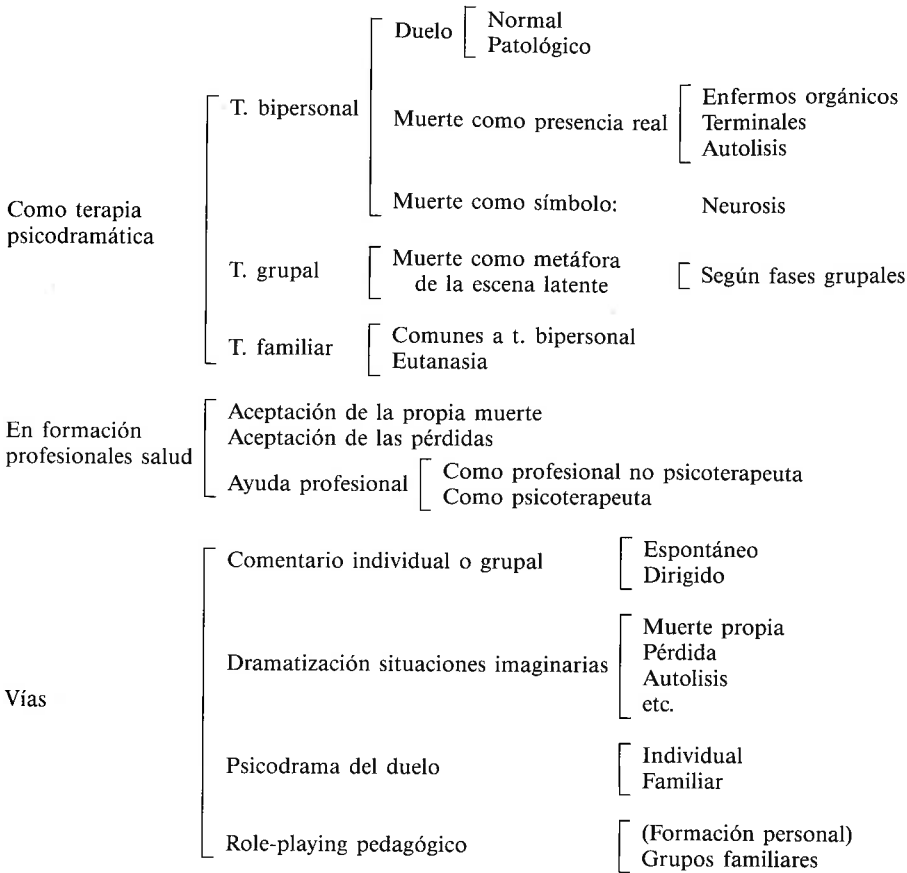 Duelo
Normal
Patológico
T. bipersonal
Muerte como presencia real
Enfermos orgánicos
Terminales
Autolisis
Muerte como símbolo:
Neurosis
Como terapia
psicodramática
T. grupal
Muerte como metáfora
de la escena latente
Según fases grupales
T. familiar
Comunes a t. bipersonal
Eutanasia
En formación
profesionales salud
Aceptación de la propia muerte
Aceptación de las pérdidas
Ayuda profesional
Como profesional no psicoterapeuta
Como psicoterapeuta
Vías
Comentario individual o grupal
Espontáneo
Dirigido
Dramatización situaciones imaginarias
Muerte propia
Pérdida
Autolisis
etc.
Psicodrama del duelo
Individual
Familiar
Role-playing pedagógico
(Formación personal)
Grupos familiares